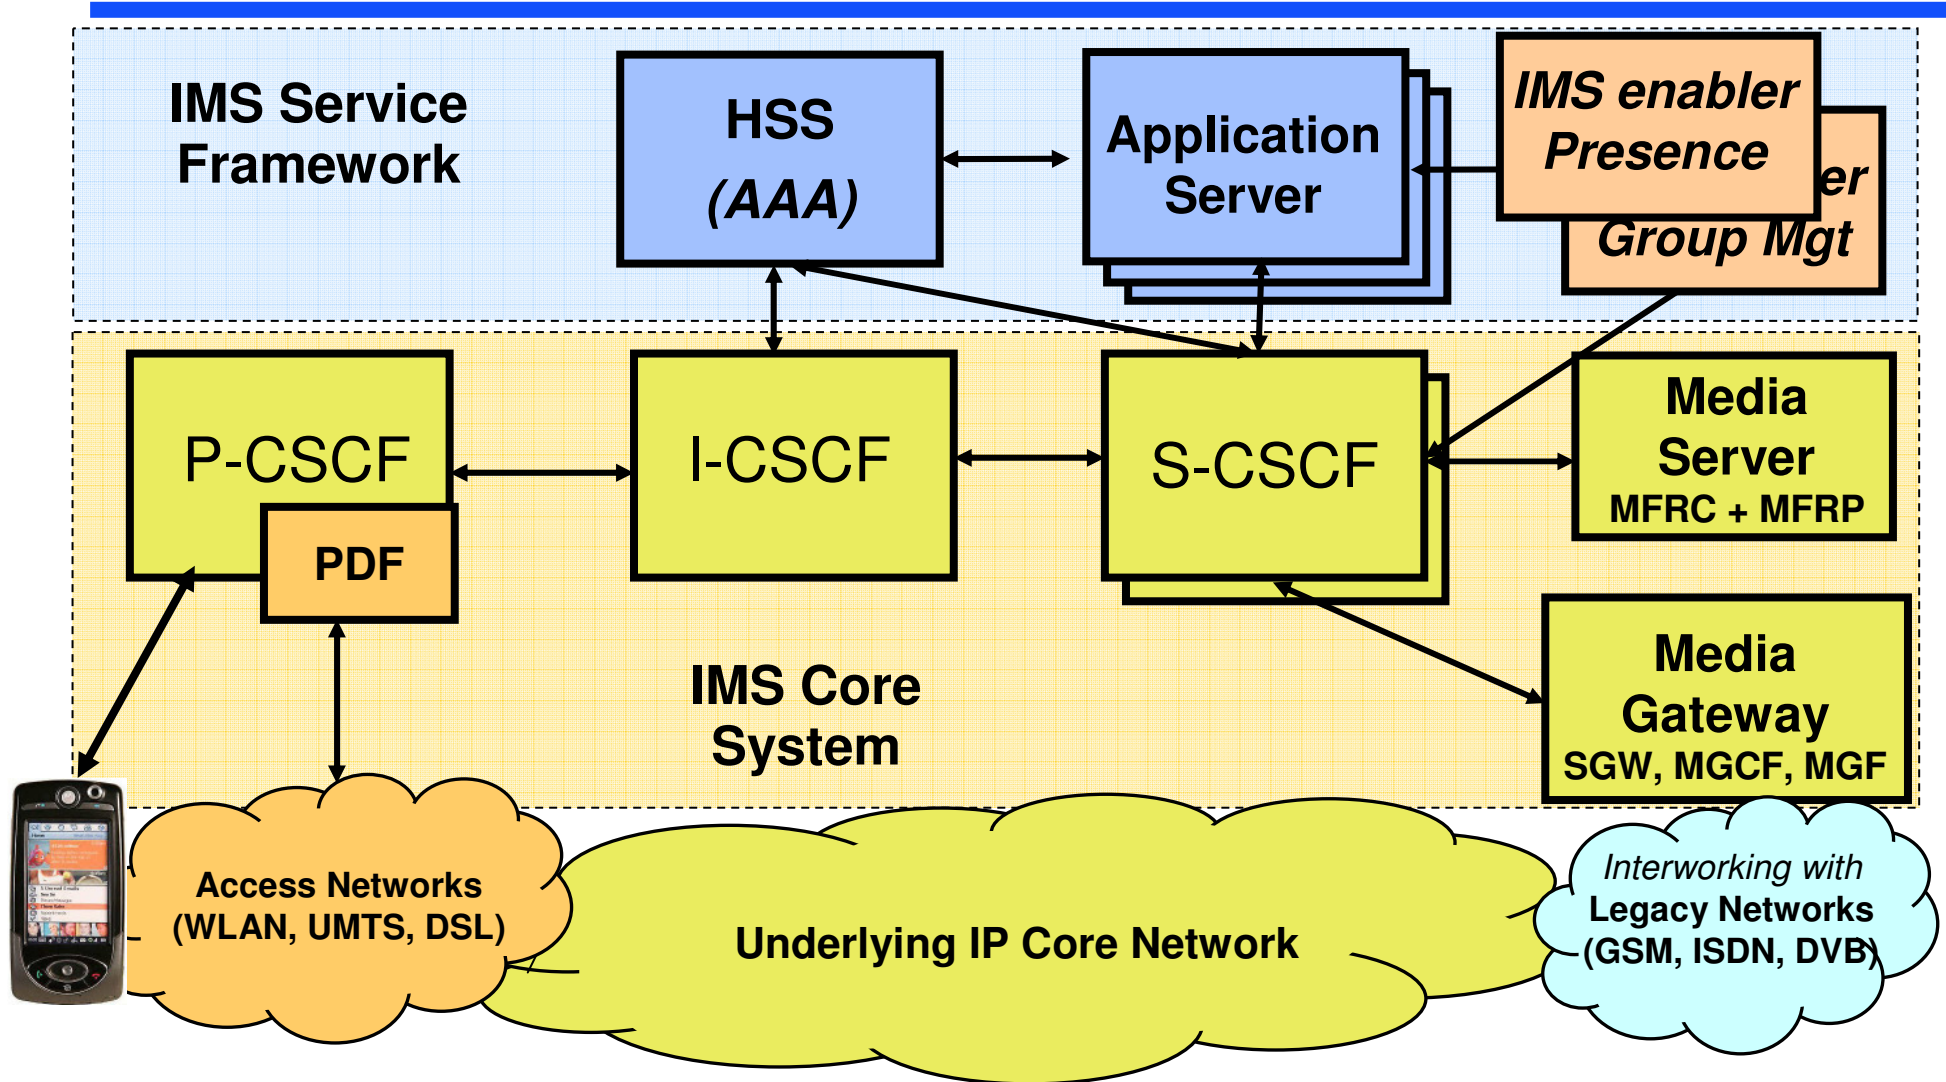 IMS Service
Framework
HSS
(AAA)
Application
Server
IMS enabler
Presence
er
Group Mgt
P-CSCF
PDF
I-CSCF
S-CSCF
Media
Server
MFRC + MFRP
Media
Gateway
SGW, MGCF, MGF
IMS Core
System
Access Networks
(WLAN, UMTS, DSL)
Underlying IP Core Network
Interworking with
Legacy Networks
(GSM, ISDN, DVB)